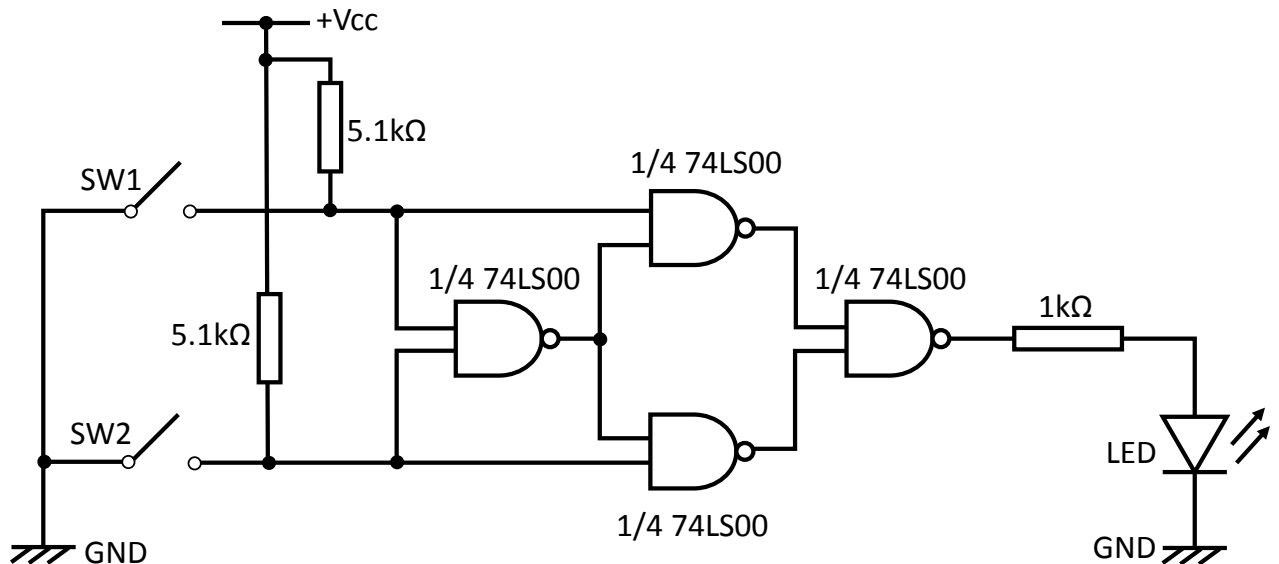 +Vcc
5.1kΩ
1/4 74LS00
SW1
1/4 74LS00
1/4 74LS00
1kΩ
5.1kΩ
SW2
LED
1/4 74LS00
GND
GND